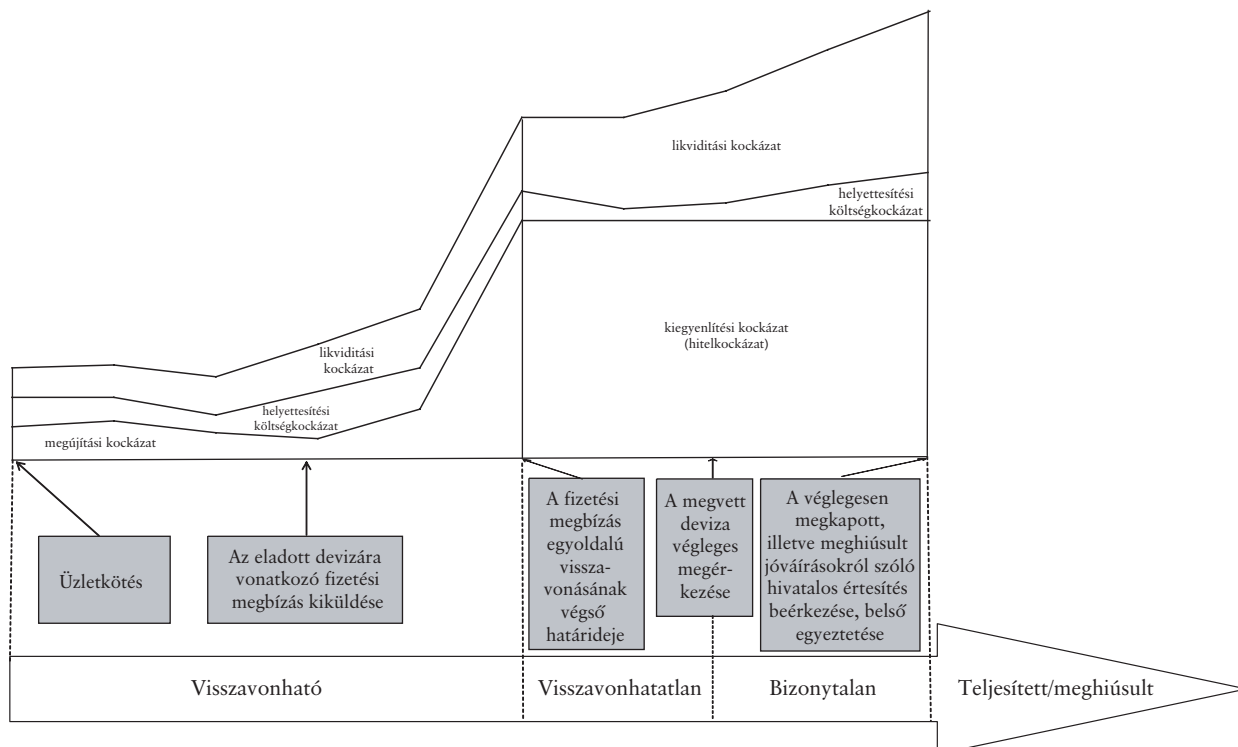 likviditási kockázat
helyettesítési
költségkockázat
kiegyenlítési kockázat
(hitelkockázat)
likviditási
kockázat
helyettesítési
költségkockázat
megújítási kockázat
Üzletkötés
Az eladott devizára
vonatkozó fizetési
megbízás kiküldése
A fizetési
megbízás
egyoldalú
vissza-
vonásának
végső
határideje
A megvett
deviza
végleges
megér-
kezése
A véglegesen
megkapott,
illetve meghiúsult
jóváírásokról szóló
hivatalos értesítés
beérkezése, belső
egyeztetése
Visszavonható
Visszavonhatatlan
Bizonytalan
Teljesített/meghiúsult